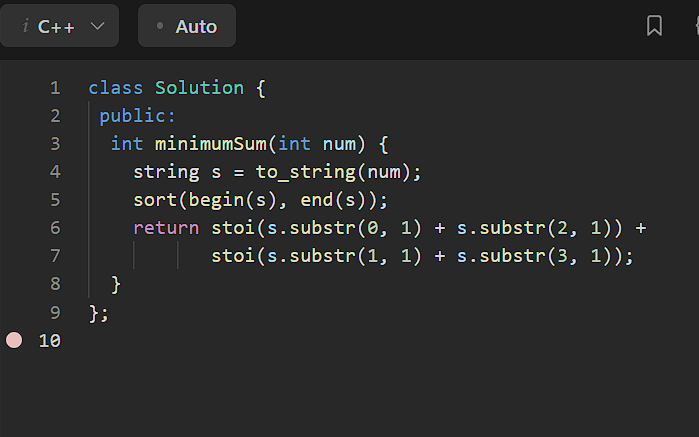 i C++
Auto
1 class Solution {
2  public:
3   int minimumSum(int num) {
4     string s = to_string(num);
5     sort(begin(s), end(s));
6     return stoi(s.substr(0, 1) + s.substr(2, 1)) +
7            stoi(s.substr(1, 1) + s.substr(3, 1));
8   }
9 };
10